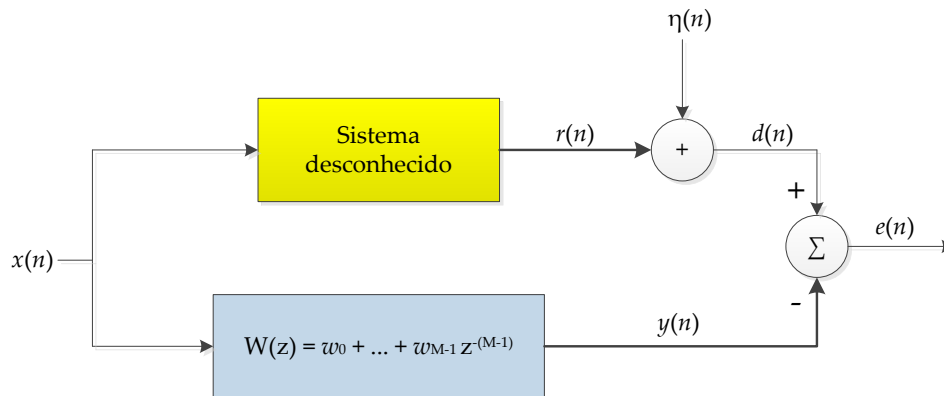 η(n)
Sistema
desconhecido
r(n)
+
d(n)
+
x(n)
Σ
e(n)
-
W(z) = w0 + ... + wM-1 z-(M-1)
y(n)